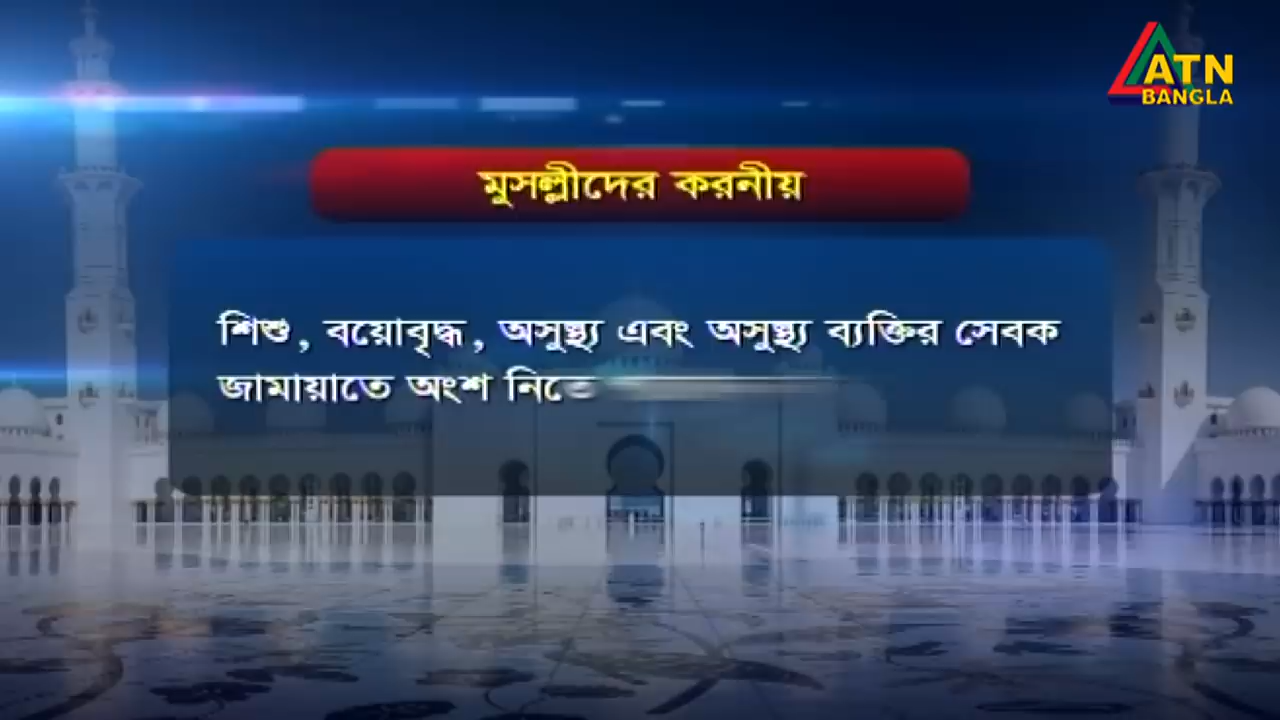 ATN
BANGLA
মুসল্লীদের করনীয়
শিশু, বয়োবৃদ্ধ, অসুস্থ্য এবং অসুস্থ্য ব্যক্তির সেবক
জামায়াতে অংশ নিতে